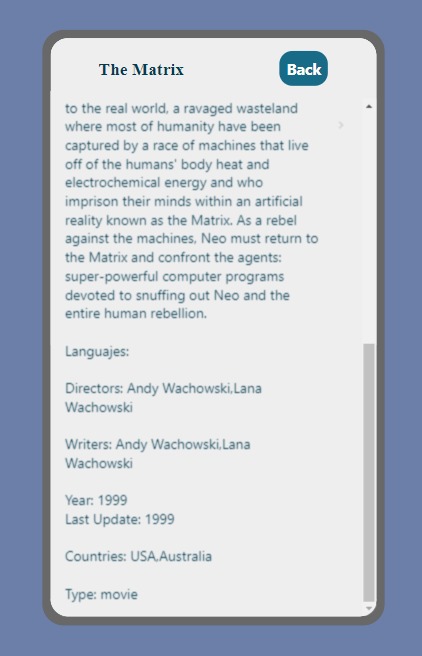 The Matrix
Back
to the real world, a ravaged wasteland
where most of humanity have been
captured by a race of machines that live
off of the humans' body heat and
electrochemical energy and who
imprison their minds within an artificial
reality known as the Matrix. As a rebel
against the machines, Neo must return to
the Matrix and confront the agents:
super-powerful computer programs
devoted to snuffing out Neo and the
entire human rebellion.
Languajes:
Directors: Andy Wachowski,Lana
Wachowski
Writers: Andy Wachowski,Lana
Wachowski
Year: 1999
Last Update: 1999
Countries: USA,Australia
Type: movie